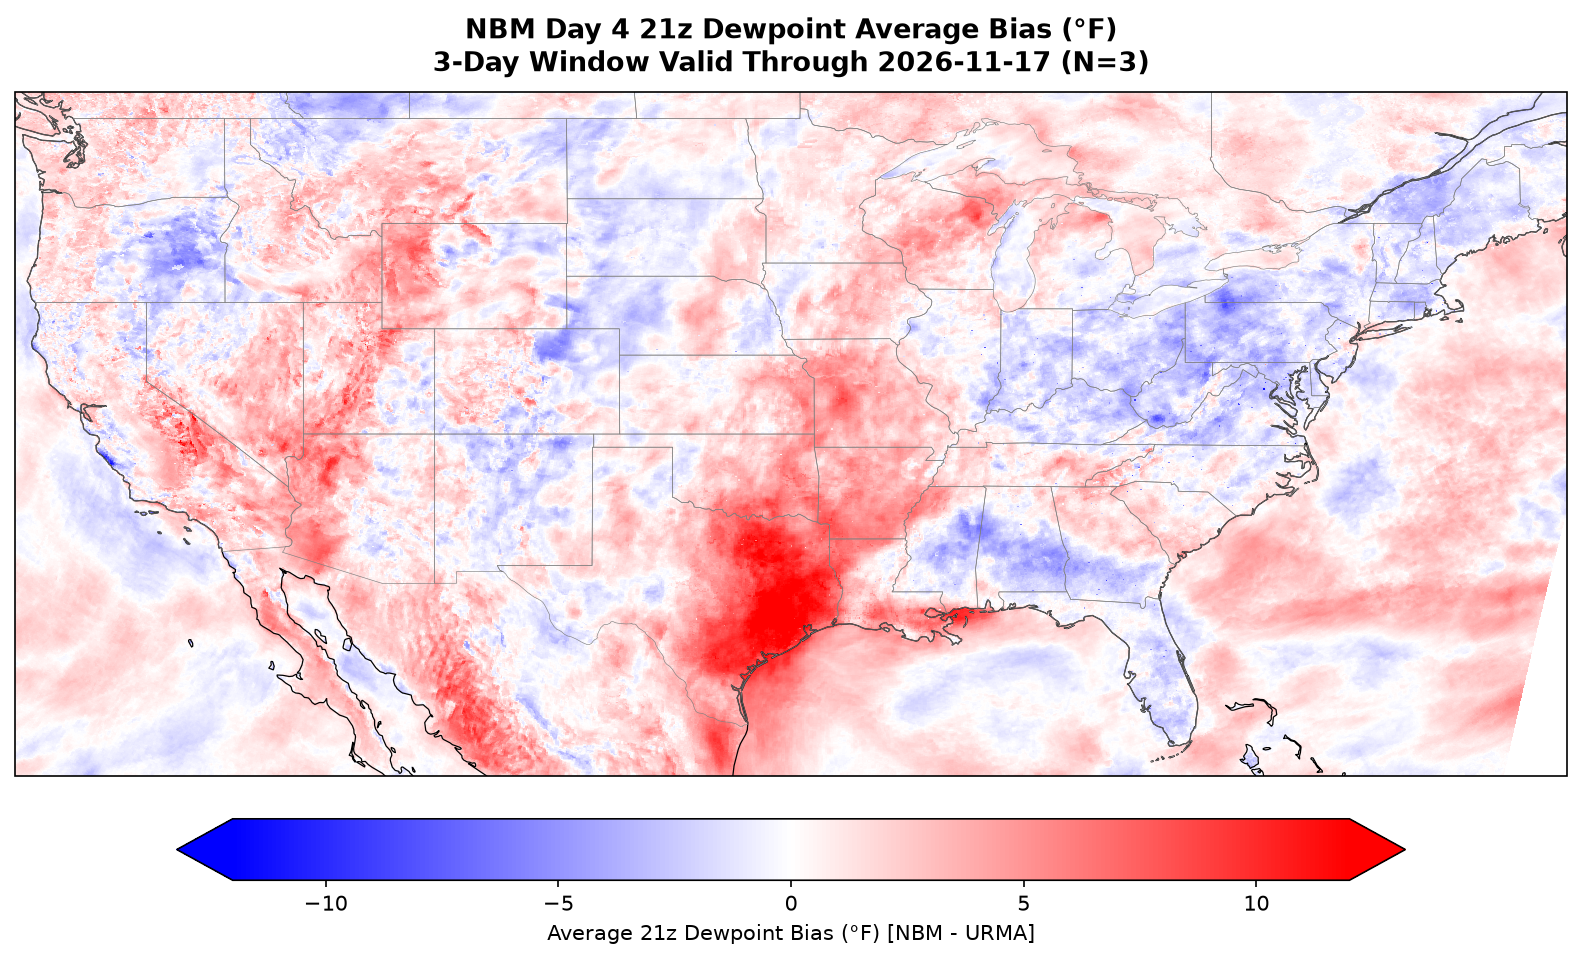 NBM Day 4 21z Dewpoint Average Bias (°F)
3-Day Window Valid Through 2026-11-17 (N=3)
−10 −5 0 5 10
Average 21z Dewpoint Bias (°F) [NBM - URMA]